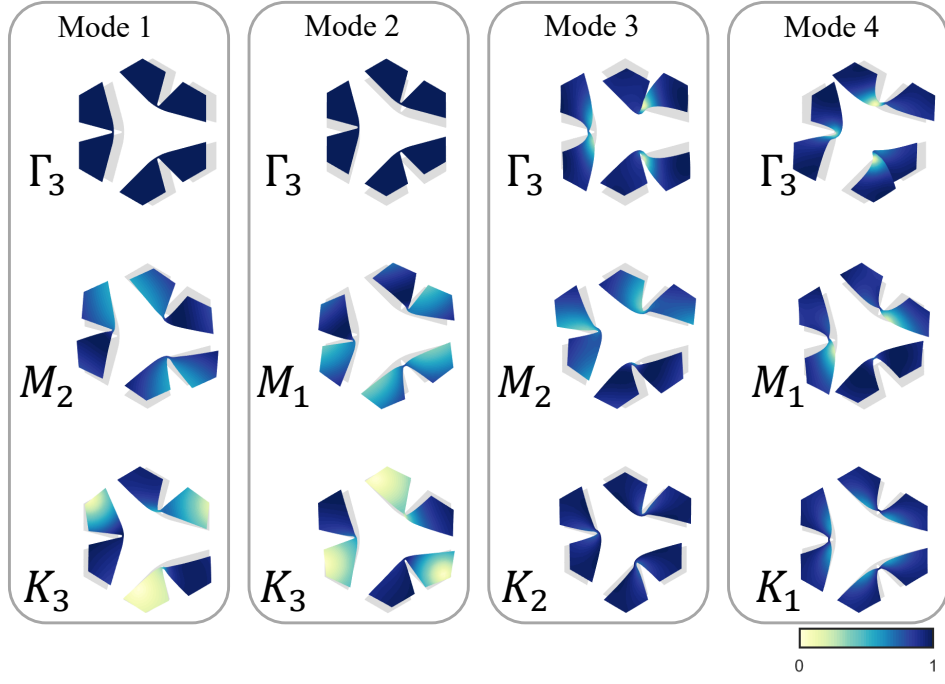 Mode 1 Mode 2 Mode 3 Mode 4
Γ₃ Γ₃ Γ₃ Γ₃
M₂ M₁ M₂ M₁
K₃ K₃ K₂ K₁
0 1